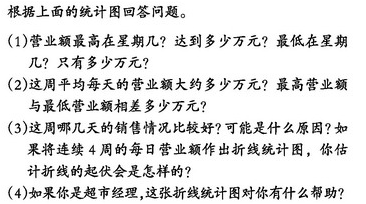 根据上面的统计图回答问题。
(1)营业额最高在星期几？达到多少万元？最低在星期
几？只有多少万元？
(2)这周平均每天的营业额大约多少万元？最高营业额
与最低营业额相差多少万元？
(3)这周哪几天的销售情况比较好？可能是什么原因？如
果将连续 4 周的每日营业额作出折线统计图，你估
计折线的起伏会是怎样的？
(4)如果你是超市经理,这张折线统计图对你有什么帮助？